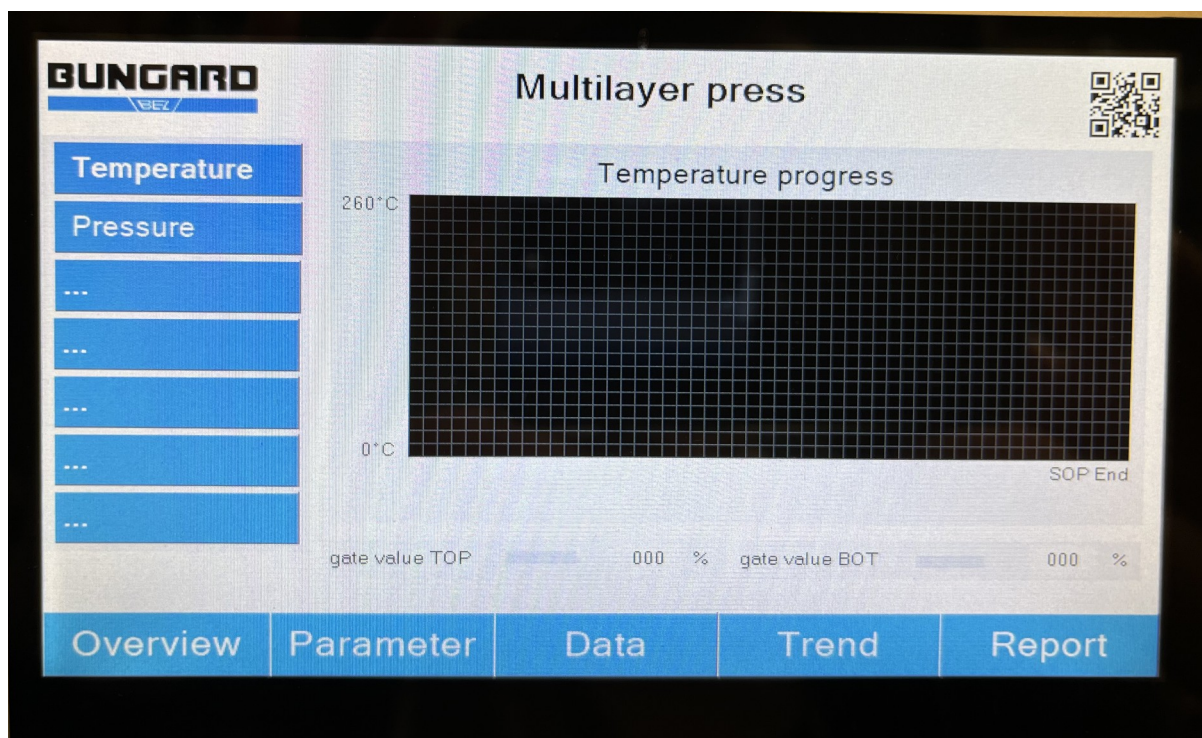 BUNGARD
BEL
Multilayer press
Temperature
Pressure
...
...
...
...
...
Temperature progress
260°C
0°C
SOP End
gate value TOP 000 % gate value BOT 000 %
Overview Parameter Data Trend Report